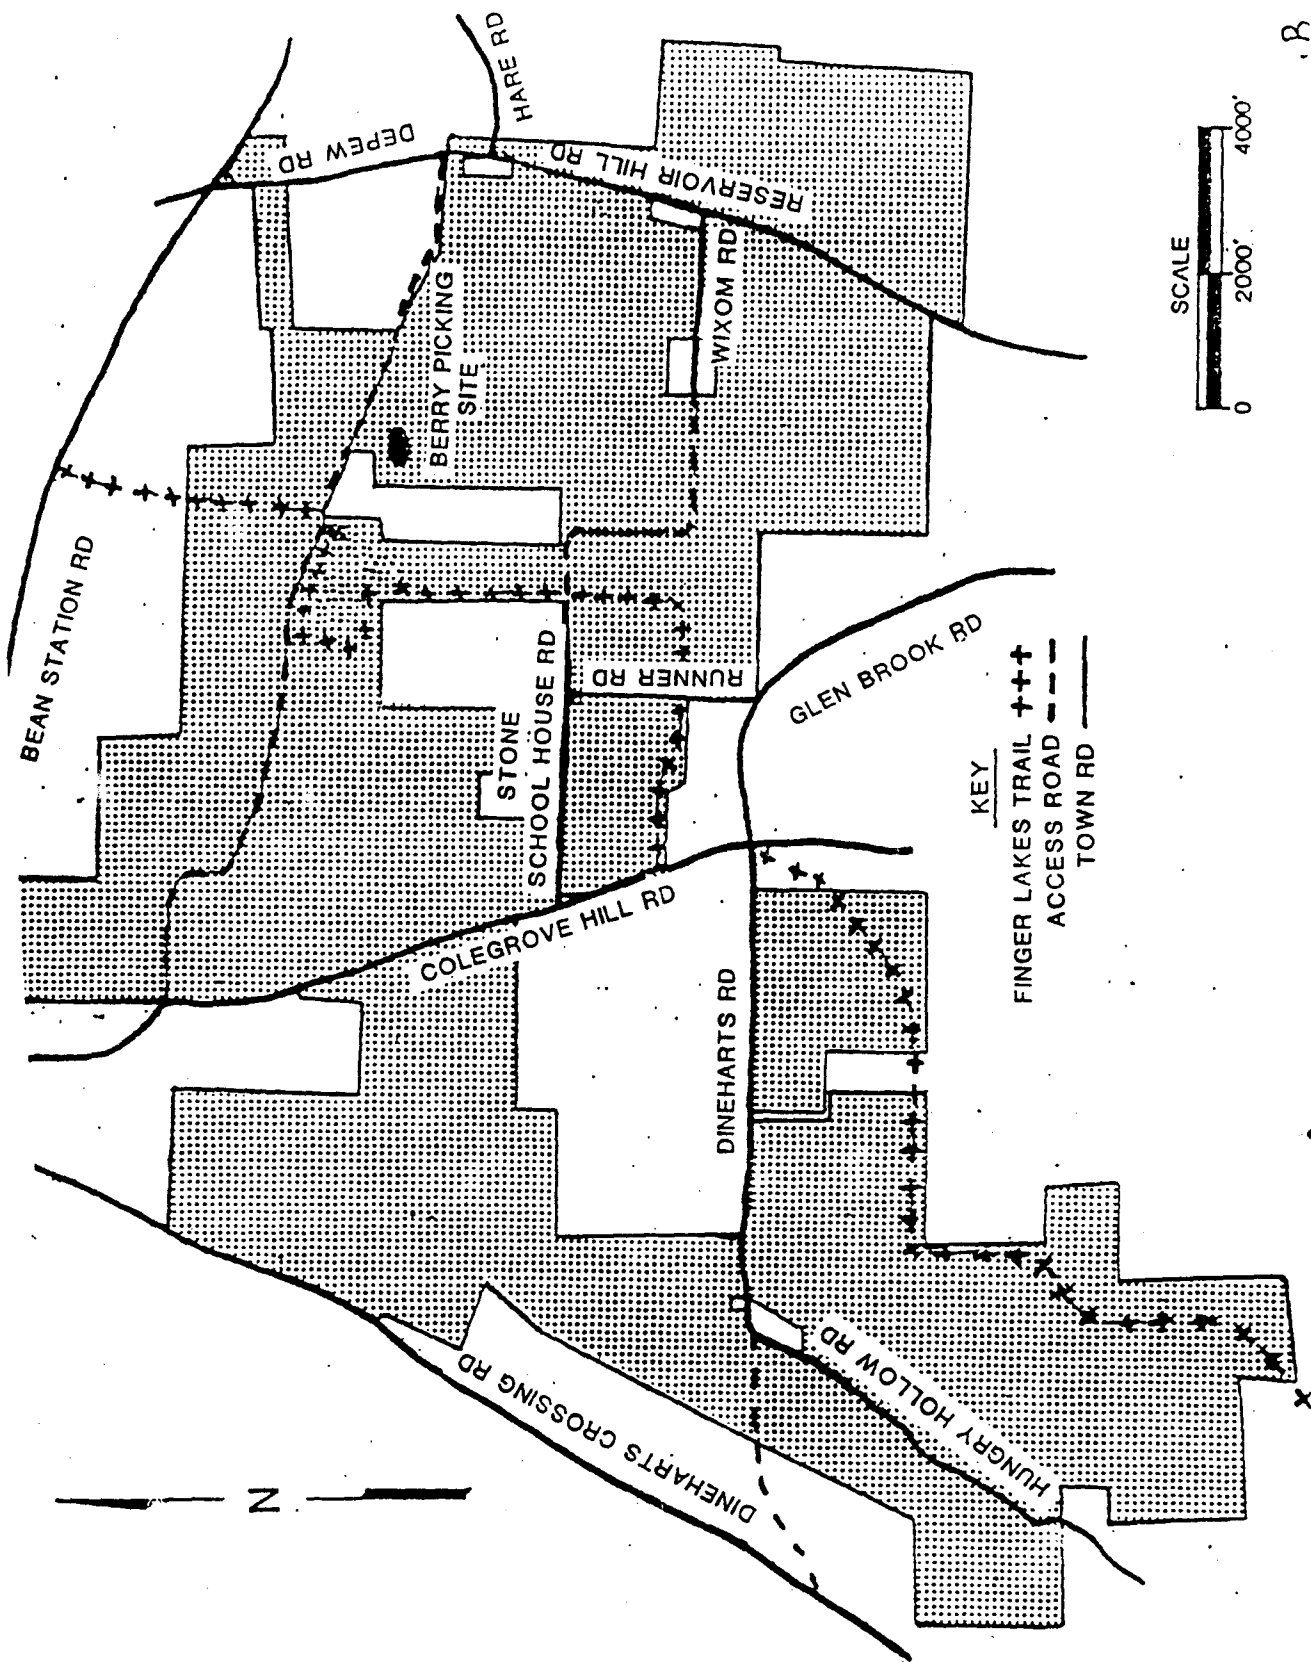 BEAN STATION RD
DEPEW RD
HARE RD
RESERVOIR HILL RD
BERRY PICKING
SITE
WIXOM RD
STONE
SCHOOL HOUSE RD
RUNNER RD
GLEN BROOK RD
COLEGROVE HILL RD
DINEHARTS RD
DINEHARTS CROSSING RD
HUNGRY HOLLOW RD
N
KEY
FINGER LAKES TRAIL +++
ACCESS ROAD ---
TOWN RD
SCALE
0 2000' 4000'